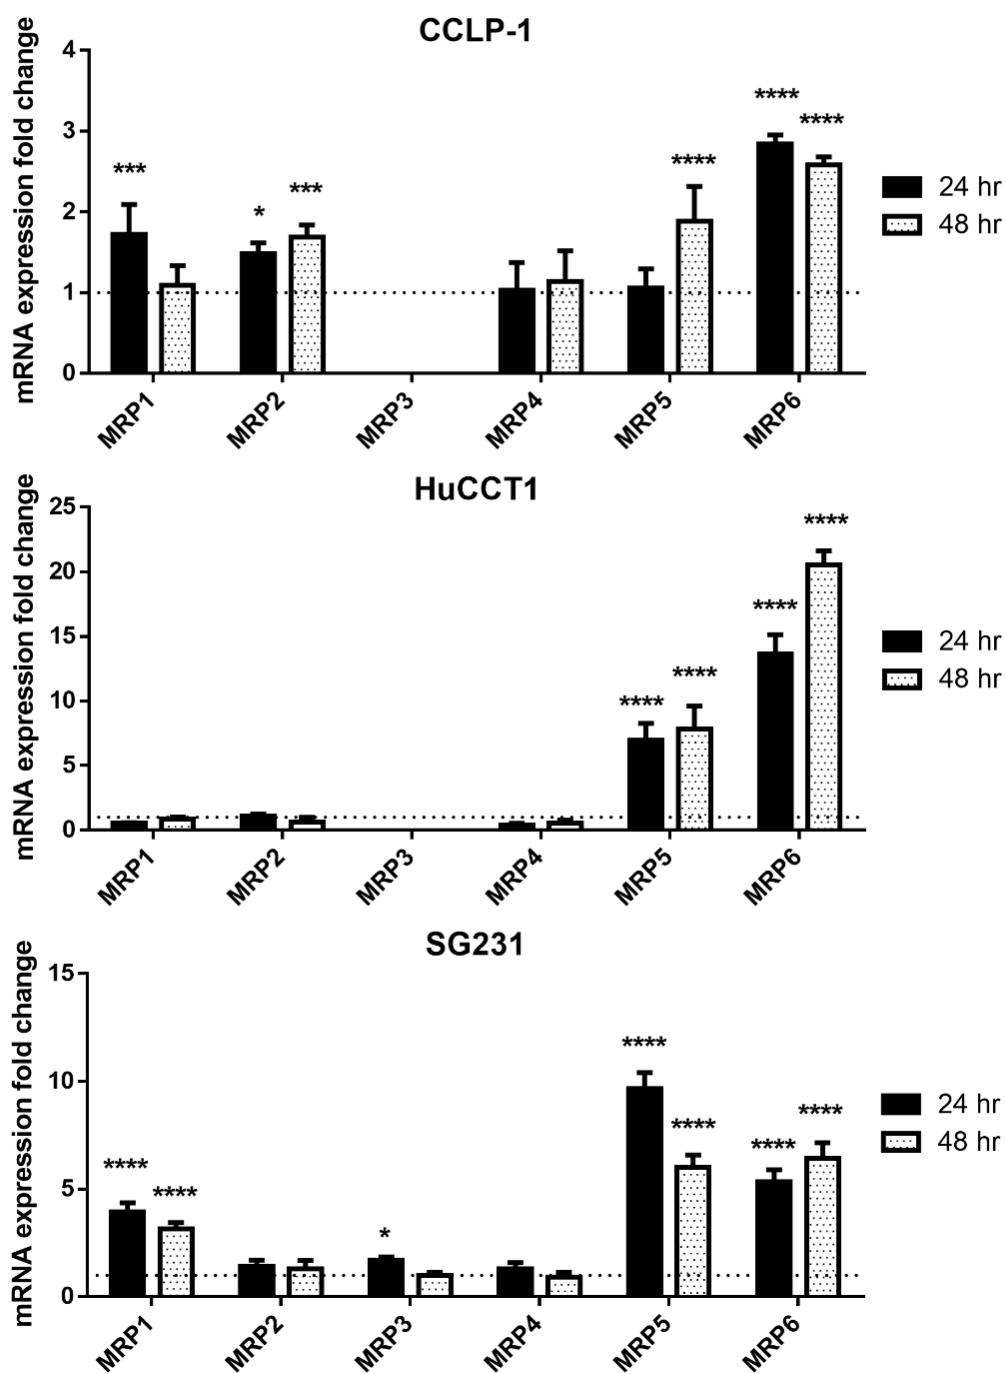 CCLP-1
mRNA expression fold change
4
3
2
1
0
***
*
***
****
****
****
24 hr
48 hr
MRP1
MRP2
MRP3
MRP4
MRP5
MRP6
HuCCT1
mRNA expression fold change
25
20
15
10
5
0
****
****
****
****
24 hr
48 hr
MRP1
MRP2
MRP3
MRP4
MRP5
MRP6
SG231
mRNA expression fold change
15
10
5
0
****
****
*
****
****
****
****
24 hr
48 hr
MRP1
MRP2
MRP3
MRP4
MRP5
MRP6